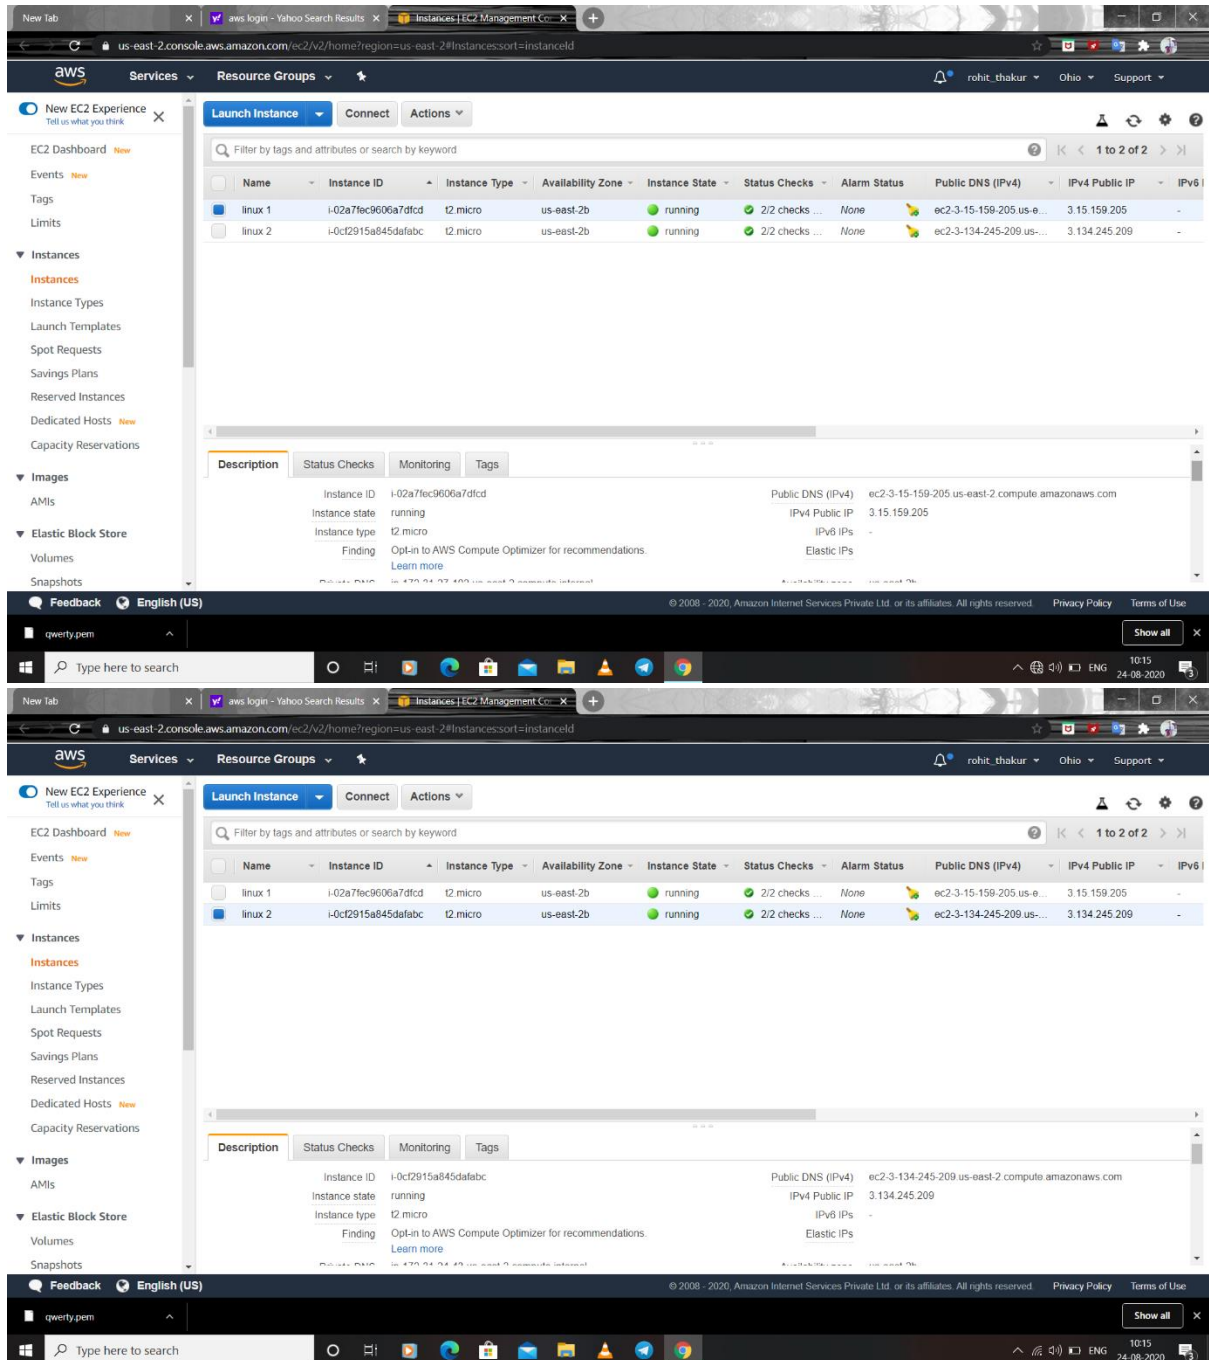 New Tab
aws login - Yahoo Search Results
Instances | EC2 Management Co
us-east-2.console.aws.amazon.com/ec2/v2/home?region=us-east-2#Instances:sort=instanceId
aws Services Resource Groups rohit_thakur Ohio Support
New EC2 Experience
Tell us what you think
EC2 Dashboard New
Events New
Tags
Limits
Instances
Instances
Instance Types
Launch Templates
Spot Requests
Savings Plans
Reserved Instances
Dedicated Hosts New
Capacity Reservations
Images
AMIs
Elastic Block Store
Volumes
Snapshots
Launch Instance Connect Actions
Filter by tags and attributes or search by keyword 1 to 2 of 2
Name Instance ID Instance Type Availability Zone Instance State Status Checks Alarm Status Public DNS (IPv4) IPv4 Public IP IPv6
linux 1 i-02a7fec9606a7dfcd t2.micro us-east-2b running 2/2 checks ... None ec2-3-15-159-205.us-e... 3.15.159.205 -
linux 2 i-0cf2915a845dafabc t2.micro us-east-2b running 2/2 checks ... None ec2-3-134-245-209.us-... 3.134.245.209 -
Description Status Checks Monitoring Tags
Instance ID i-02a7fec9606a7dfcd Public DNS (IPv4) ec2-3-15-159-205.us-east-2.compute.amazonaws.com
Instance state running IPv4 Public IP 3.15.159.205
Instance type t2.micro IPv6 IPs -
Finding Opt-in to AWS Compute Optimizer for recommendations. Elastic IPs
Learn more
Feedback English (US) © 2008 - 2020, Amazon Internet Services Private Ltd. or its affiliates. All rights reserved. Privacy Policy Terms of Use
qwerty.pem Show all
Type here to search ENG 10:15
24-08-2020
3
New Tab
aws login - Yahoo Search Results
Instances | EC2 Management Co
us-east-2.console.aws.amazon.com/ec2/v2/home?region=us-east-2#Instances:sort=instanceId
aws Services Resource Groups rohit_thakur Ohio Support
New EC2 Experience
Tell us what you think
EC2 Dashboard New
Events New
Tags
Limits
Instances
Instances
Instance Types
Launch Templates
Spot Requests
Savings Plans
Reserved Instances
Dedicated Hosts New
Capacity Reservations
Images
AMIs
Elastic Block Store
Volumes
Snapshots
Launch Instance Connect Actions
Filter by tags and attributes or search by keyword 1 to 2 of 2
Name Instance ID Instance Type Availability Zone Instance State Status Checks Alarm Status Public DNS (IPv4) IPv4 Public IP IPv6
linux 1 i-02a7fec9606a7dfcd t2.micro us-east-2b running 2/2 checks ... None ec2-3-15-159-205.us-e... 3.15.159.205 -
linux 2 i-0cf2915a845dafabc t2.micro us-east-2b running 2/2 checks ... None ec2-3-134-245-209.us-... 3.134.245.209 -
Description Status Checks Monitoring Tags
Instance ID i-0cf2915a845dafabc Public DNS (IPv4) ec2-3-134-245-209.us-east-2.compute.amazonaws.com
Instance state running IPv4 Public IP 3.134.245.209
Instance type t2.micro IPv6 IPs -
Finding Opt-in to AWS Compute Optimizer for recommendations. Elastic IPs
Learn more
Feedback English (US) © 2008 - 2020, Amazon Internet Services Private Ltd. or its affiliates. All rights reserved. Privacy Policy Terms of Use
qwerty.pem Show all
Type here to search ENG 10:15
24-08-2020
3